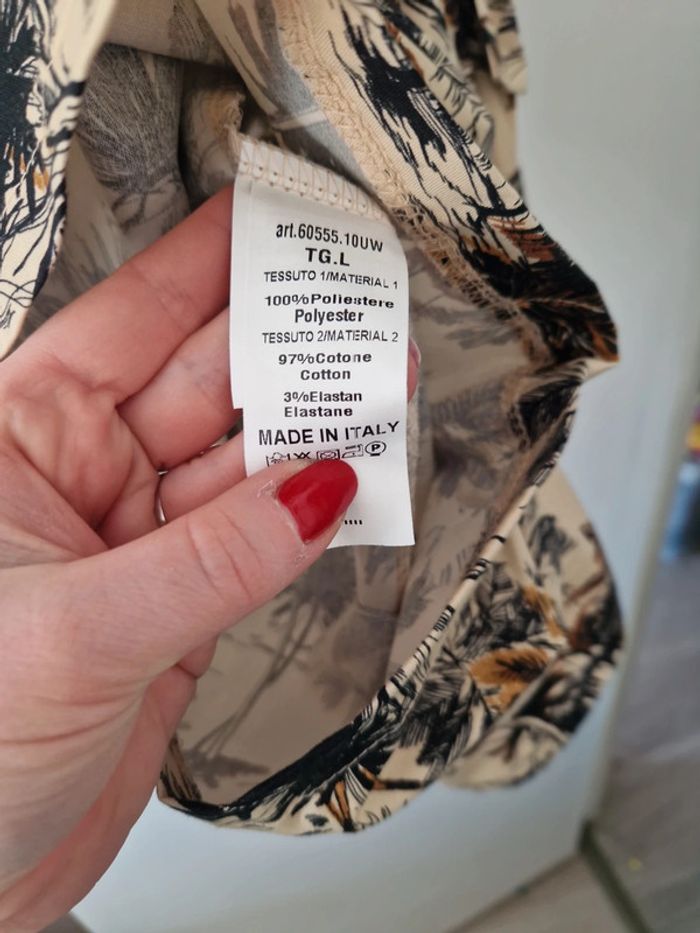 art.60555.10UW
TG.L
TESSUTO 1/MATERIAL 1
100%Poliestere
Polyester
TESSUTO 2/MATERIAL 2
97%Cotone
Cotton
3%Elastan
Elastane
MADE IN ITALY
P